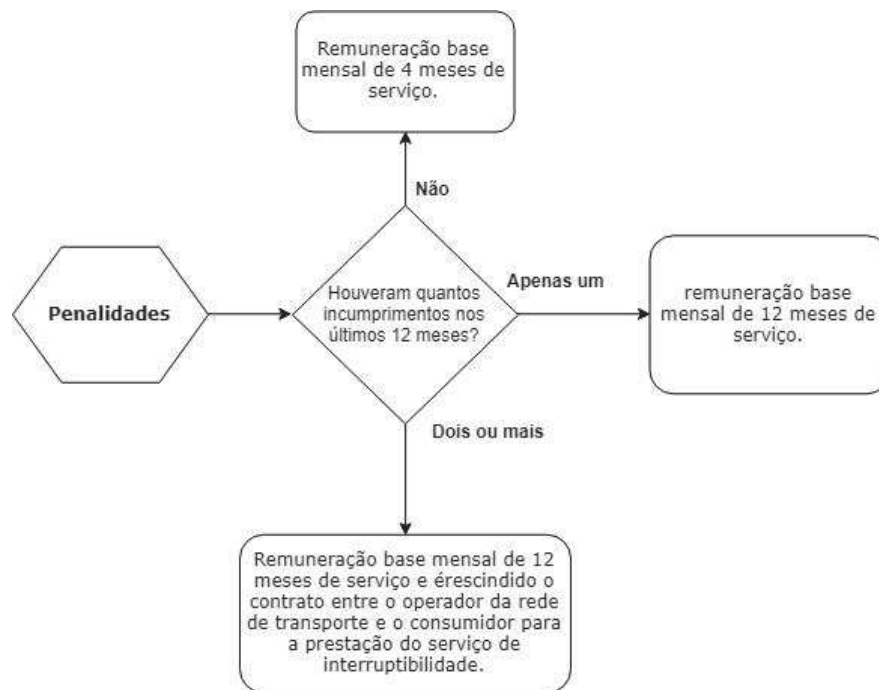 Remuneração base
mensal de 4 meses de
serviço.
Não
Penalidades
Houveram quantos
incumprimentos nos
últimos 12 meses?
Apenas um
remuneração base
mensal de 12 meses de
serviço.
Dois ou mais
Remuneração base mensal de 12
meses de serviço e érescindido o
contrato entre o operador da rede
de transporte e o consumidor para
a prestação do serviço de
interruptibilidade.